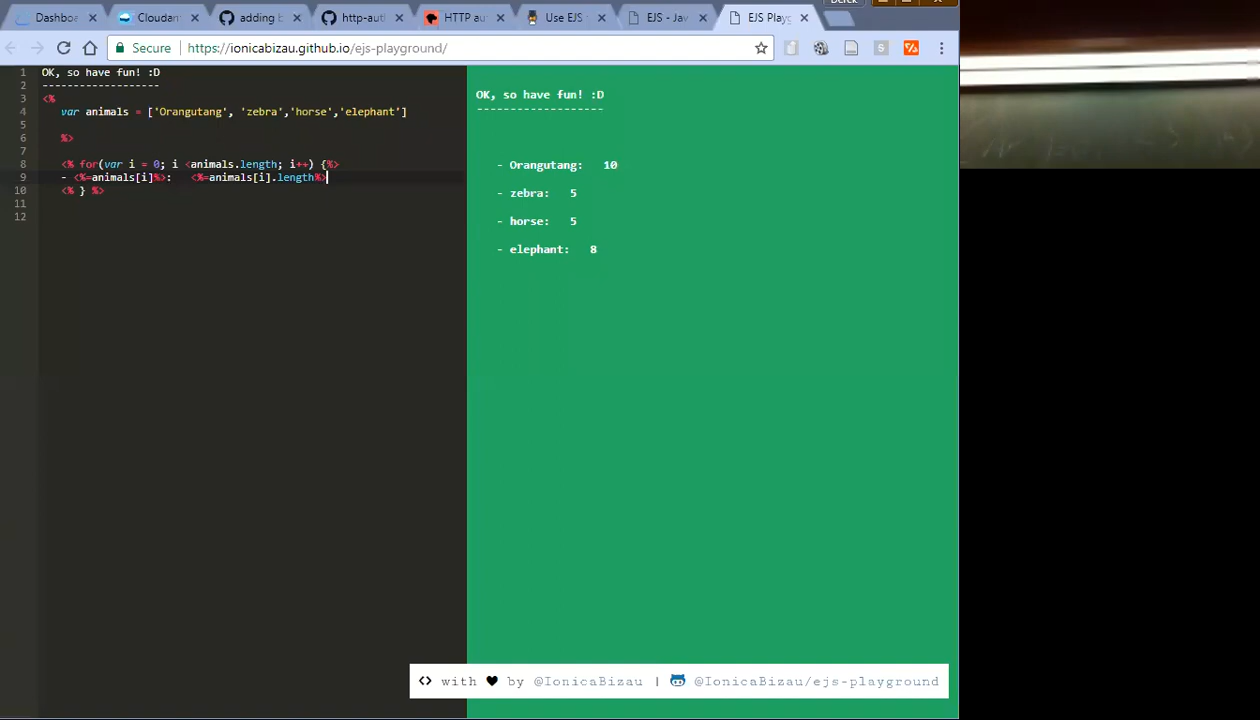 Derek
Dashboa
Cloudan
adding b
http-aut
HTTP au
Use EJS
EJS - Jav
EJS Playg
Secure
https://ionicabizau.github.io/ejs-playground/
1 OK, so have fun! :D
2 -------------------
3 <%
4 var animals = ['Orangutang', 'zebra','horse','elephant']
5
6 %>
7
8 <% for(var i = 0; i <animals.length; i++) {%>
9 - <%=animals[i]%>: <%=animals[i].length%>
10 <% } %>
11
12
OK, so have fun! :D
-------------------
- Orangutang: 10
- zebra: 5
- horse: 5
- elephant: 8
<> with ♥ by @IonicaBizau | @IonicaBizau/ejs-playground